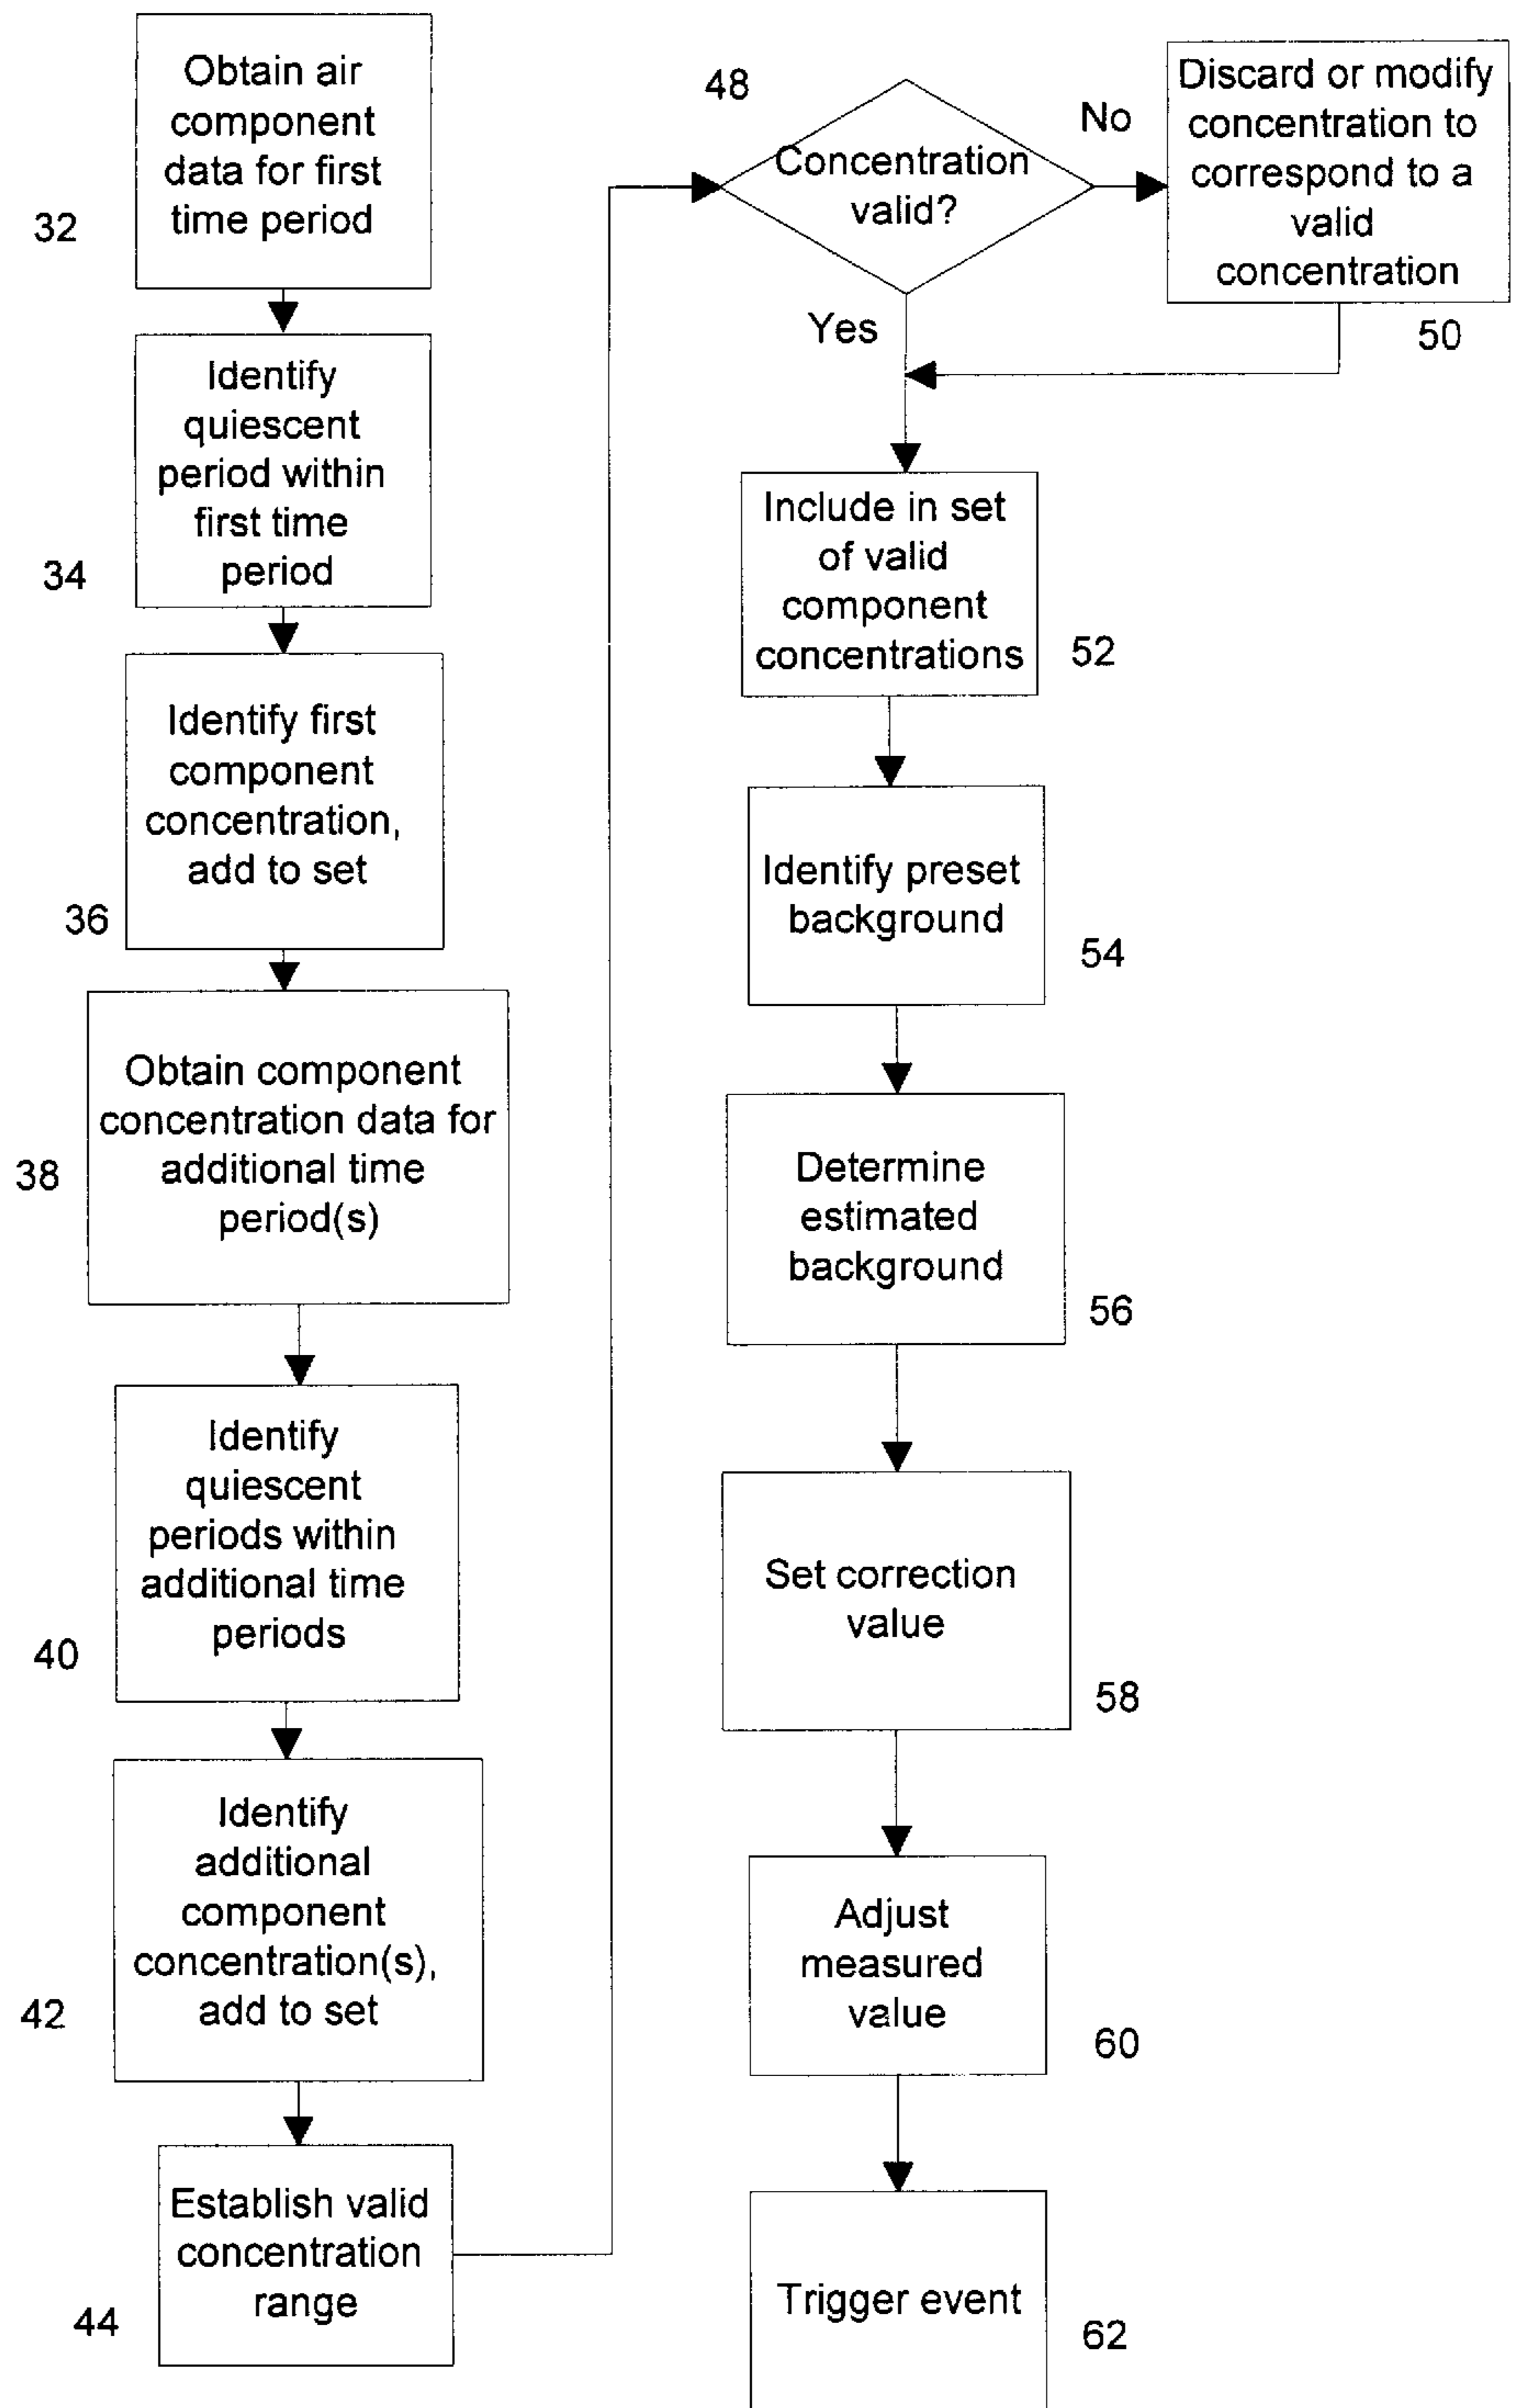 Obtain air
component
data for first
time period
32
Identify
quiescent
period within
first time
period
34
Identify first
component
concentration,
add to set
36
Obtain component
concentration data for
additional time
period(s)
38
Identify
quiescent
periods within
additional time
periods
40
Identify
additional
component
concentration(s),
add to set
42
Establish valid
concentration
range
44
48
Concentration
valid?
No
Yes
Discard or modify
concentration to
correspond to a
valid
concentration
50
Include in set
of valid
component
concentrations
52
Identify preset
background
54
Determine
estimated
background
56
Set correction
value
58
Adjust
measured
value
60
Trigger event
62